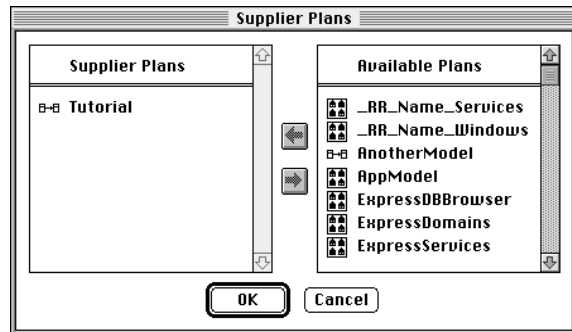 Supplier Plans
Supplier Plans
Available Plans
Tutorial
_RR_Name_Services
_RR_Name_Windows
AnotherModel
AppModel
ExpressDBBrowser
ExpressDomains
ExpressServices
OK
Cancel